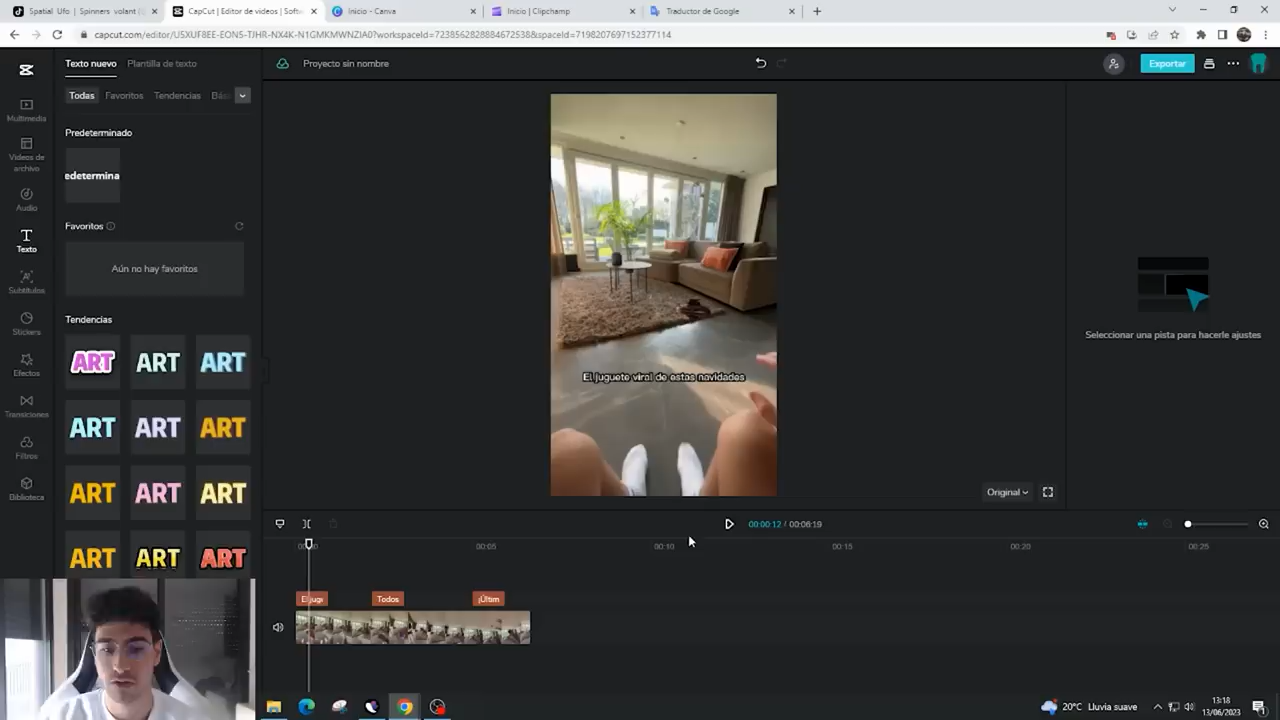 Spatial Ufo | Spinners volant (
CapCut | Editor de videos | Softw
Inicio - Canva
Inicio | Clipchamp
Traductor de Google
capcut.com/editor/U5XUF8EE-EON5-TJHR-NX4K-N1GMKMWNZIA0?workspaceId=7238562828884672538&spaceId=7198207697152377114
Texto nuevo
Plantilla de texto
Proyecto sin nombre
Exportar
Todas
Favoritos
Tendencias
Bás
Multimedia
Videos de archivo
Audio
Texto
Subtítulos
Stickers
Efectos
Transiciones
Filtros
Biblioteca
Predeterminado
edetermina
Favoritos
Aún no hay favoritos
Tendencias
ART ART ART
ART ART ART
ART ART ART
ART ART ART
El juguete viral de estas navidades
Seleccionar una pista para hacerle ajustes
Original
00:00:12 / 00:06:19
00:05
00:10
00:15
00:20
00:25
El jugu
Todos
¡Últim
20°C Lluvia suave
13:18
13/06/2023